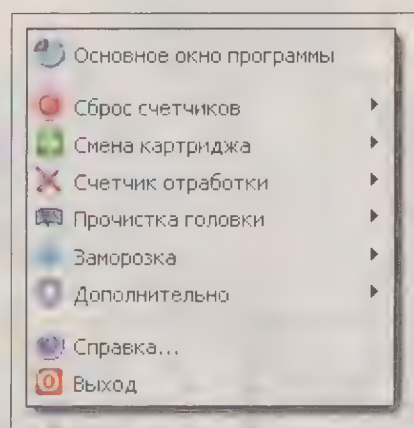 Основное окно программы
Сброс счетчиков
Смена картриджа
Счетчик отработки
Прочистка головки
Заморозка
Дополнительно
Справка...
Выход